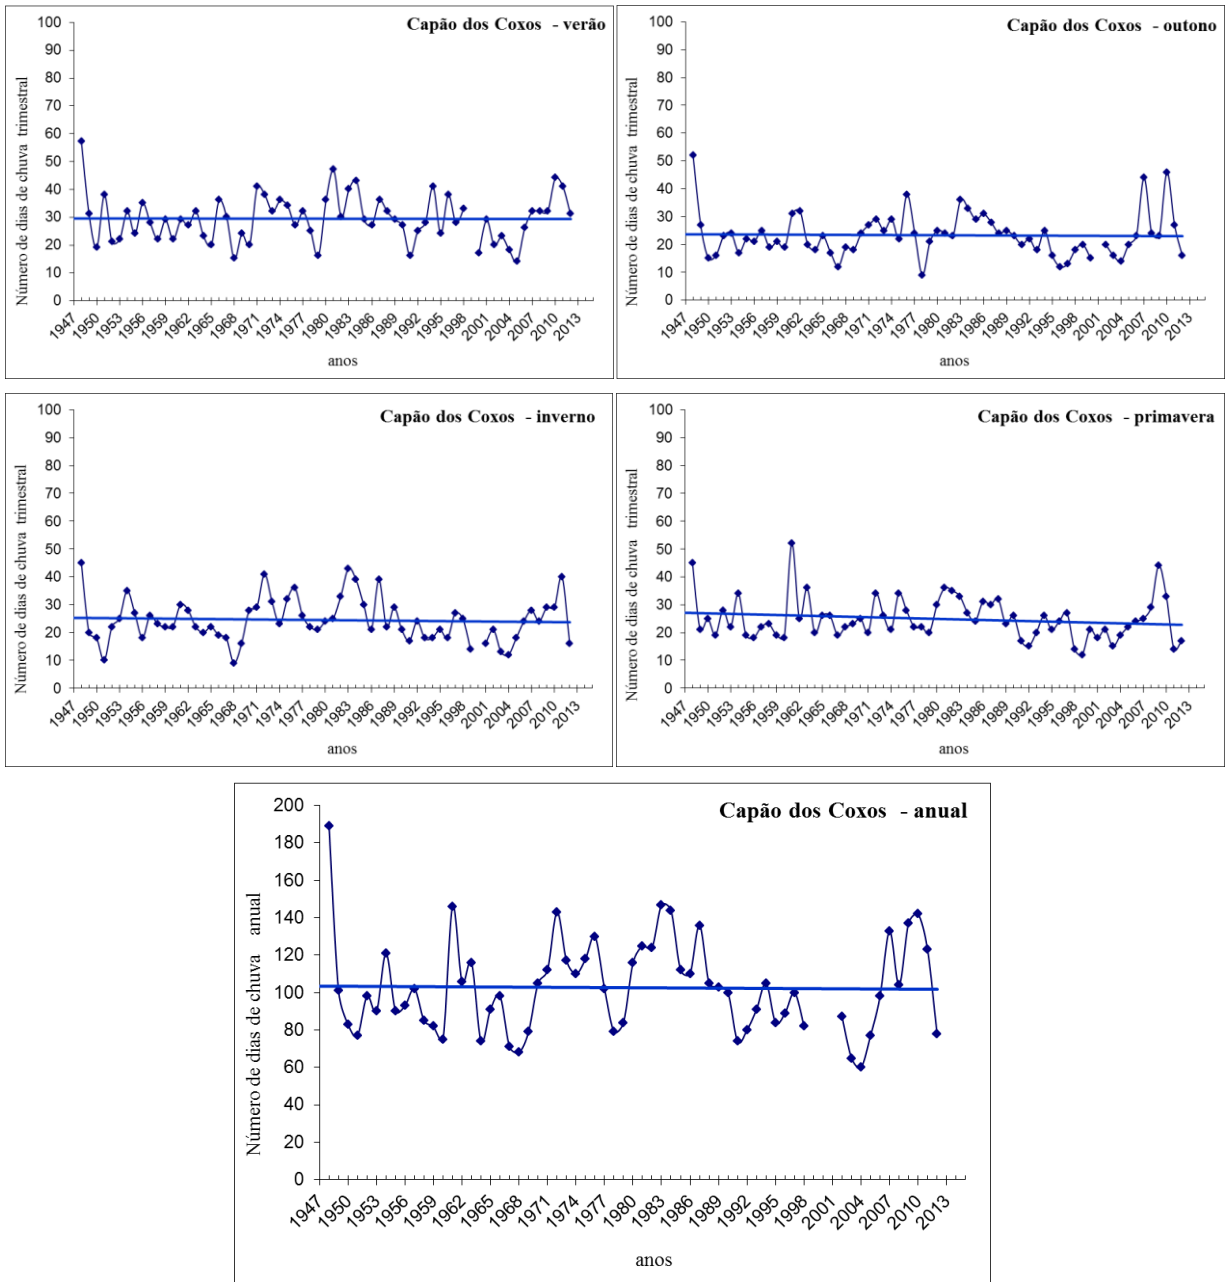 Capão dos Coxos - verão
Número de dias de chuva trimestral
100
90
80
70
60
50
40
30
20
10
0
1947 1950 1953 1956 1959 1962 1965 1968 1971 1974 1977 1980 1983 1986 1989 1992 1995 1998 2001 2004 2007 2010 2013
anos
Capão dos Coxos - outono
Número de dias de chuva trimestral
100
90
80
70
60
50
40
30
20
10
0
1947 1950 1953 1956 1959 1962 1965 1968 1971 1974 1977 1980 1983 1986 1989 1992 1995 1998 2001 2004 2007 2010 2013
anos
Capão dos Coxos - inverno
Número de dias de chuva trimestral
100
90
80
70
60
50
40
30
20
10
0
1947 1950 1953 1956 1959 1962 1965 1968 1971 1974 1977 1980 1983 1986 1989 1992 1995 1998 2001 2004 2007 2010 2013
anos
Capão dos Coxos - primavera
Número de dias de chuva trimestral
100
90
80
70
60
50
40
30
20
10
0
1947 1950 1953 1956 1959 1962 1965 1968 1971 1974 1977 1980 1983 1986 1989 1992 1995 1998 2001 2004 2007 2010 2013
anos
Capão dos Coxos - anual
Número de dias de chuva anual
200
180
160
140
120
100
80
60
40
20
0
1947 1950 1953 1956 1959 1962 1965 1968 1971 1974 1977 1980 1983 1986 1989 1992 1995 1998 2001 2004 2007 2010 2013
anos